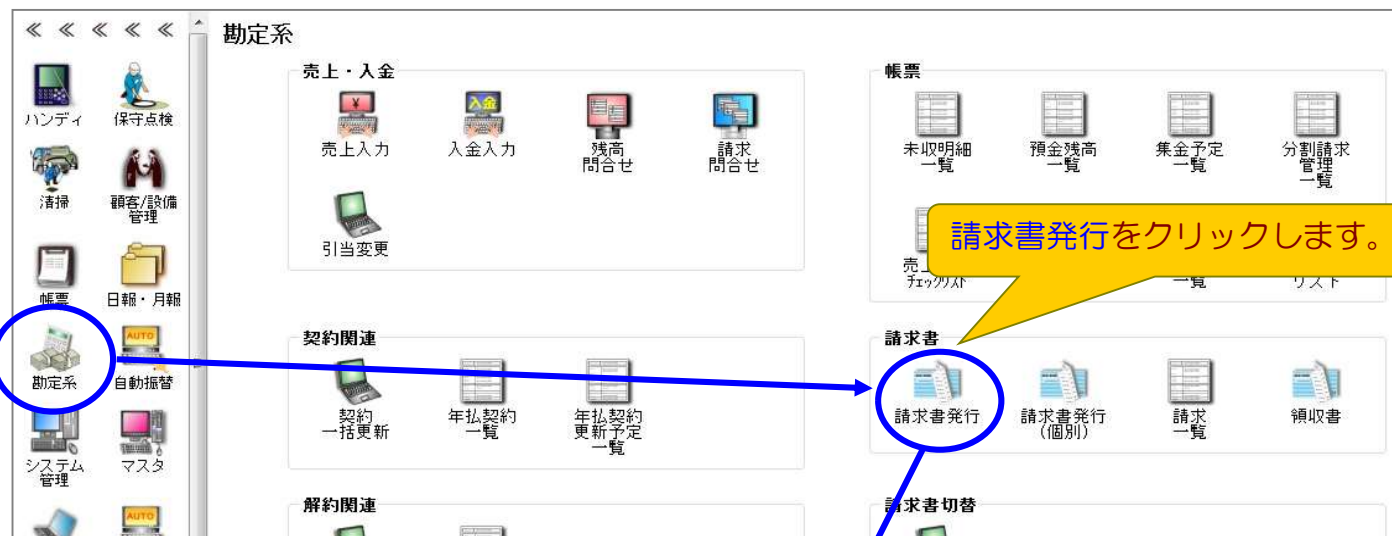 ≪ ≪ ≪ ≪ ≪
勘定系
ハンディ
保守点検
清掃
顧客/設備
管理
帳票
日報・月報
勘定系
AUTO
自動振替
システム
管理
マスタ
AUTO
売上・入金
¥
売上入力
入金
入金入力
残高
問合せ
請求
問合せ
引当変更
帳票
未収明細
一覧
預金残高
一覧
集金予定
一覧
分割請求
管理
一覧
請求書発行をクリックします。
売上
チェックリスト
一覧
リスト
契約関連
契約
一括更新
年払契約
一覧
年払契約
更新予定
一覧
請求書
請求書発行
請求書発行
(個別)
請求
一覧
領収書
解約関連
請求書切替